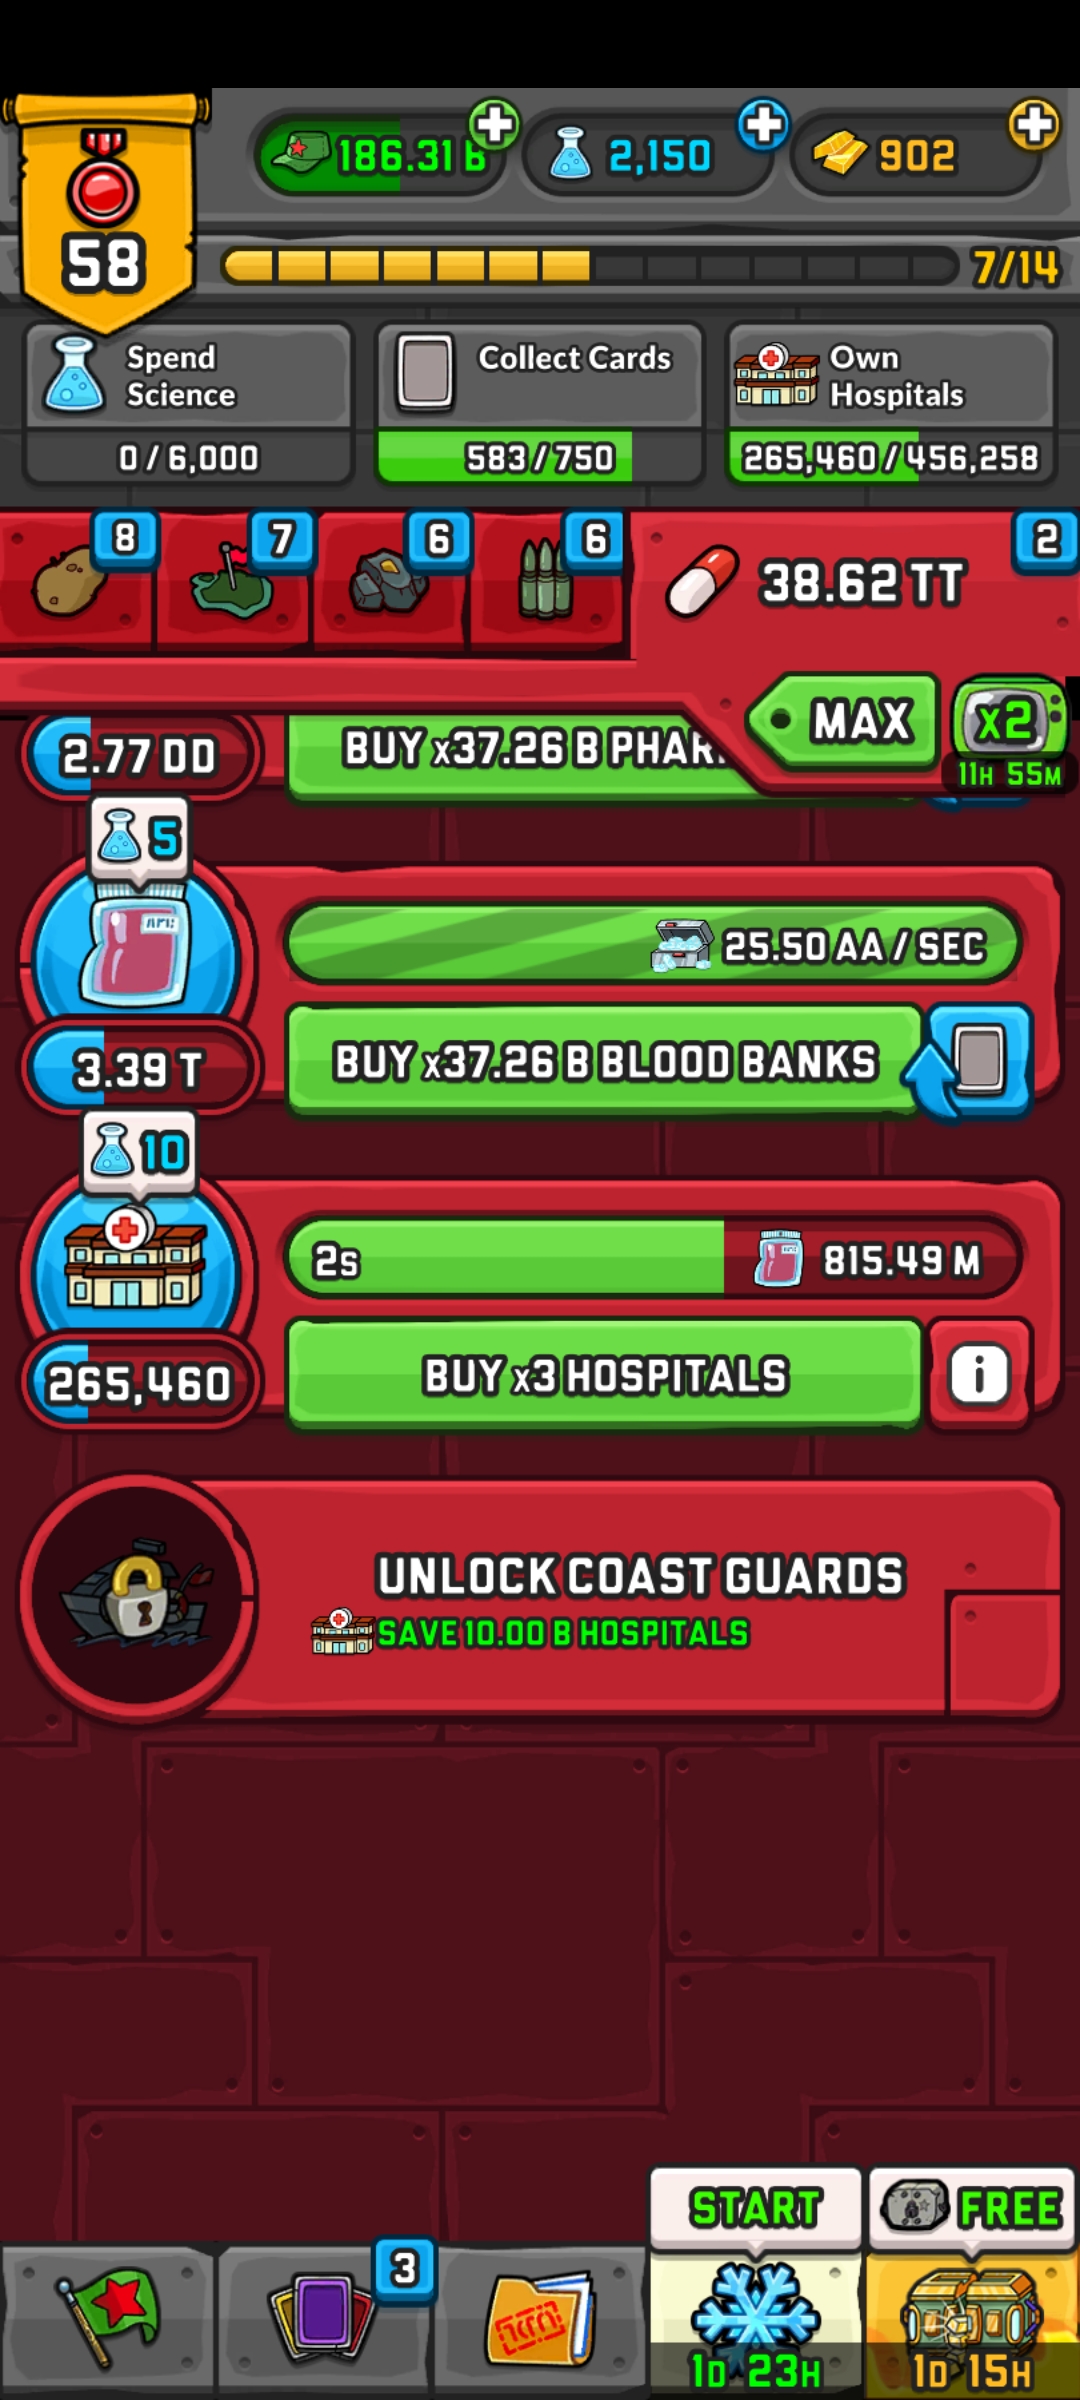 58
186.31 B
2,150
902
7/14
Spend
Science
0 / 6,000
Collect Cards
583 / 750
Own
Hospitals
265,460 / 456,258
8
7
6
6
2
38.62 TT
MAX
x2
11H 55M
2.77 DD
BUY x37.26 B PHAR
5
25.50 AA / SEC
3.39 T
BUY x37.26 B BLOOD BANKS
10
2s
815.49 M
265,460
BUY x3 HOSPITALS
i
UNLOCK COAST GUARDS
SAVE 10.00 B HOSPITALS
START
FREE
3
1D 23H
1D 15H